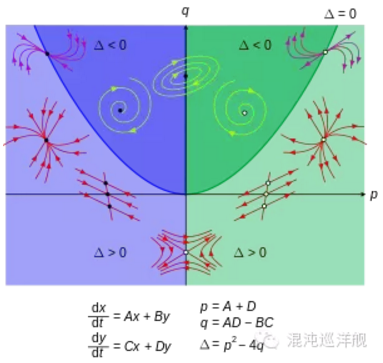 q
Δ = 0
Δ < 0
Δ < 0
p
Δ > 0
Δ > 0
dx/dt = Ax + By
p = A + D
q = AD − BC
dy/dt = Cx + Dy
Δ = p² − 4q
混沌巡洋舰